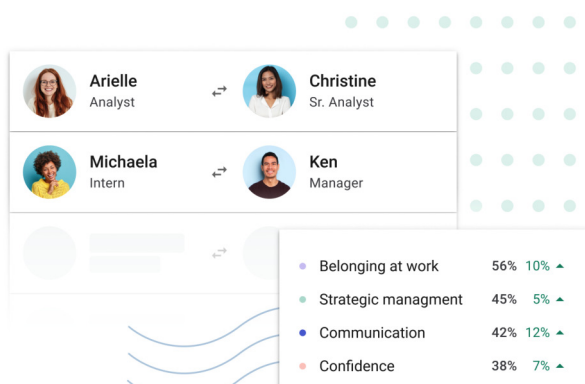 Arielle
Analyst
Christine
Sr. Analyst
Michaela
Intern
Ken
Manager
Belonging at work 56% 10%
Strategic managment 45% 5%
Communication 42% 12%
Confidence 38% 7%